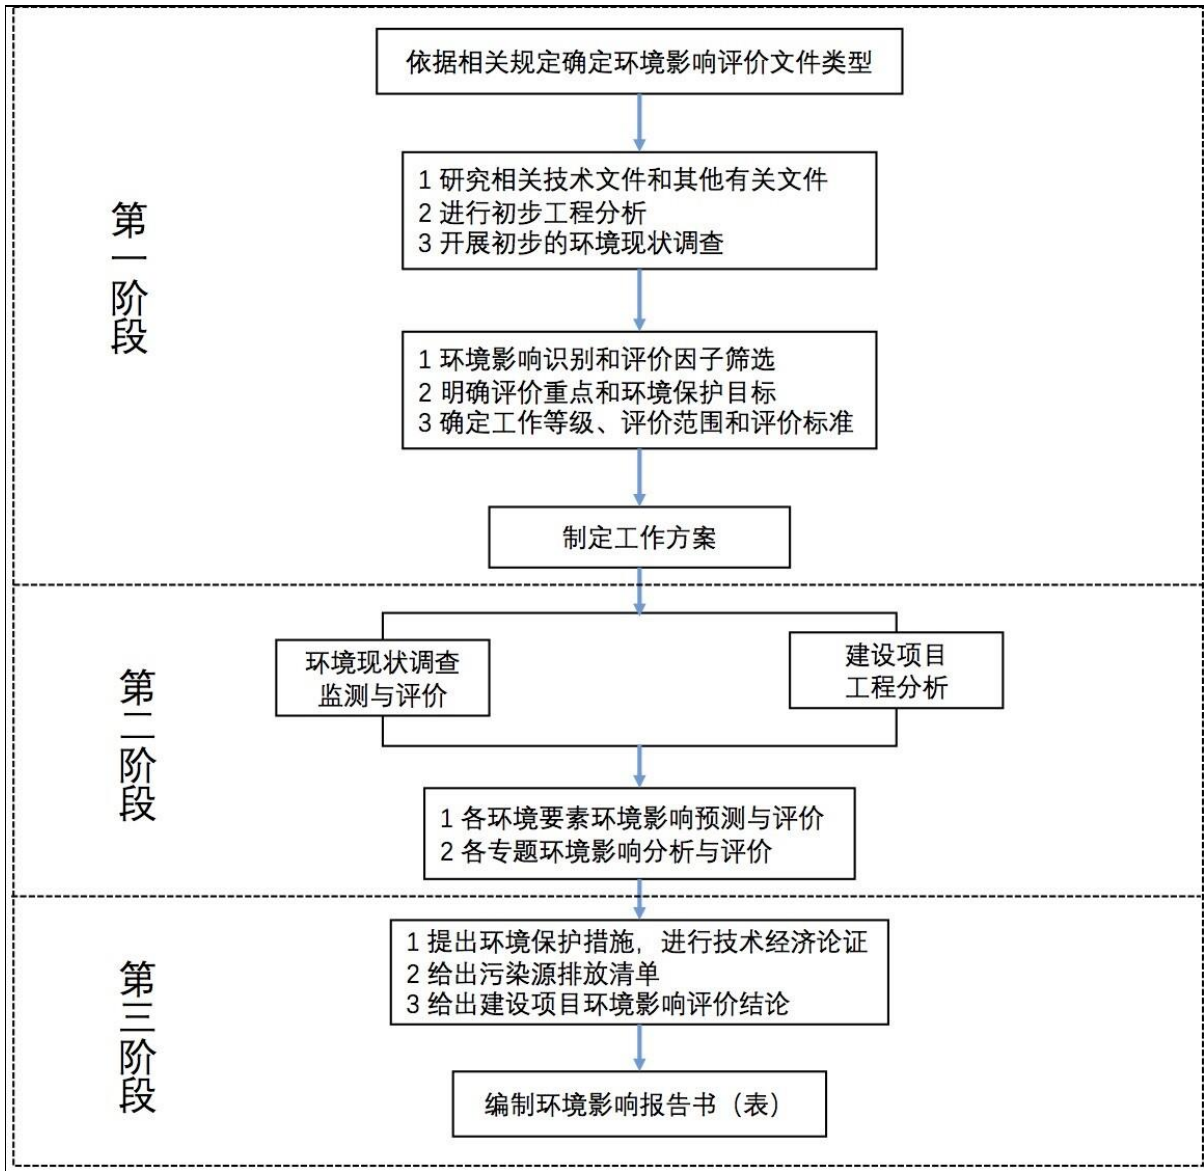 依据相关规定确定环境影响评价文件类型
1 研究相关技术文件和其他有关文件
2 进行初步工程分析
3 开展初步的环境现状调查
第一阶段
1 环境影响识别和评价因子筛选
2 明确评价重点和环境保护目标
3 确定工作等级、评价范围和评价标准
制定工作方案
第二阶段
环境现状调查
监测与评价
建设项目
工程分析
1 各环境要素环境影响预测与评价
2 各专题环境影响分析与评价
第三阶段
1 提出环境保护措施，进行技术经济论证
2 给出污染源排放清单
3 给出建设项目环境影响评价结论
编制环境影响报告书（表）